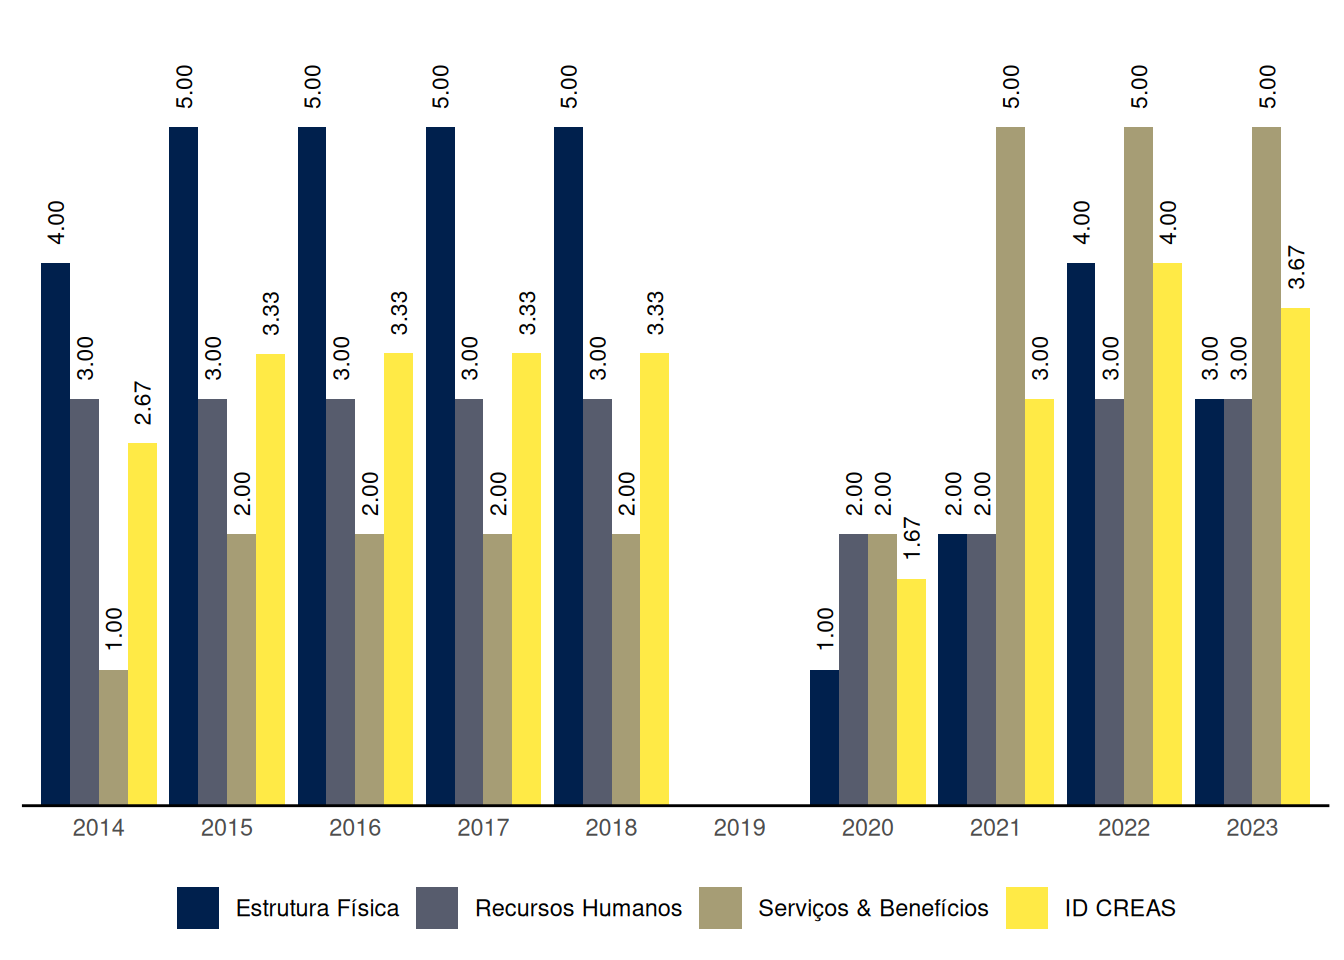 5.00 5.00 5.00 5.00 5.00 5.00 5.00
4.00 4.00 4.00
3.00 2.67 3.00 3.33 3.00 3.33 3.00 3.33 3.00 3.33 3.00 3.00 3.00 3.00 3.67
1.00 2.00 2.00 2.00 2.00 1.00 2.00 2.00 1.67 2.00 2.00
2014 2015 2016 2017 2018 2019 2020 2021 2022 2023
Estrutura Física Recursos Humanos Serviços & Benefícios ID CREAS